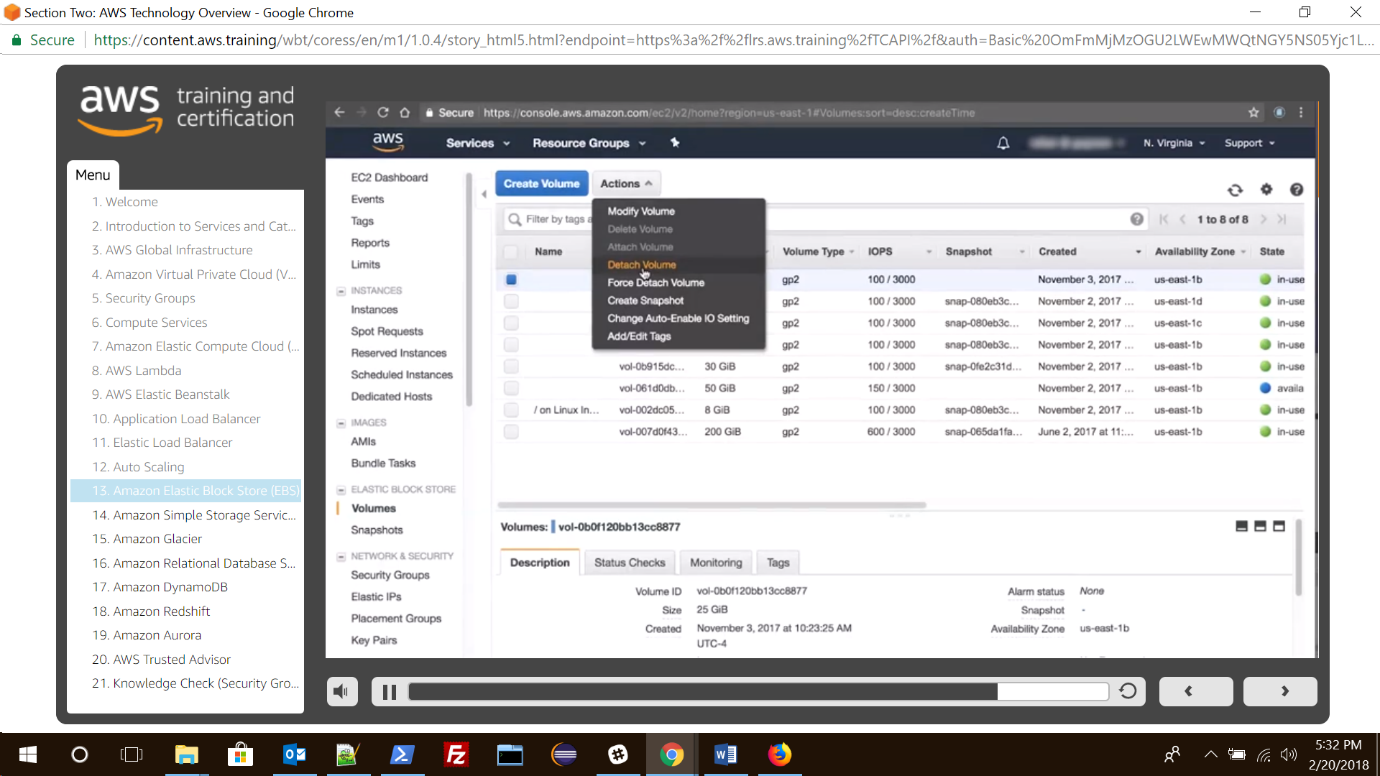 Section Two: AWS Technology Overview - Google Chrome
Secure https://content.aws.training/wbt/coress/en/m1/1.0.4/story_html5.html?endpoint=https%3a%2f%2flrs.aws.training%2fTCAPI%2f&auth=Basic%20OmFmMjMzOGU2LWEwMWQtNGY5NS05Yjc1L...
aws training and certification
Menu
1. Welcome
2. Introduction to Services and Cat...
3. AWS Global Infrastructure
4. Amazon Virtual Private Cloud (V...
5. Security Groups
6. Compute Services
7. Amazon Elastic Compute Cloud (...
8. AWS Lambda
9. AWS Elastic Beanstalk
10. Application Load Balancer
11. Elastic Load Balancer
12. Auto Scaling
13. Amazon Elastic Block Store (EBS)
14. Amazon Simple Storage Servic...
15. Amazon Glacier
16. Amazon Relational Database S...
17. Amazon DynamoDB
18. Amazon Redshift
19. Amazon Aurora
20. AWS Trusted Advisor
21. Knowledge Check (Security Gro...
Secure https://console.aws.amazon.com/ec2/v2/home?region=us-east-1#Volumes:sort=desc:createTime
aws Services Resource Groups N. Virginia Support
EC2 Dashboard
Events
Tags
Reports
Limits
INSTANCES
Instances
Spot Requests
Reserved Instances
Scheduled Instances
Dedicated Hosts
IMAGES
AMIs
Bundle Tasks
ELASTIC BLOCK STORE
Volumes
Snapshots
NETWORK & SECURITY
Security Groups
Elastic IPs
Placement Groups
Key Pairs
Create Volume Actions
Filter by tags 1 to 8 of 8
Modify Volume
Delete Volume
Attach Volume
Detach Volume
Force Detach Volume
Create Snapshot
Change Auto-Enable IO Setting
Add/Edit Tags
Name Volume Type IOPS Snapshot Created Availability Zone State
gp2 100 / 3000 November 3, 2017 ... us-east-1b in-use
gp2 100 / 3000 snap-080eb3c... November 2, 2017 ... us-east-1d in-use
gp2 100 / 3000 snap-080eb3c... November 2, 2017 ... us-east-1c in-use
gp2 100 / 3000 snap-080eb3c... November 2, 2017 ... us-east-1b in-use
vol-0b915dc... 30 GiB gp2 100 / 3000 snap-0fe2c31d... November 2, 2017 ... us-east-1b in-use
vol-061d0db... 50 GiB gp2 150 / 3000 November 2, 2017 ... us-east-1b availa
/ on Linux In... vol-002dc05... 8 GiB gp2 100 / 3000 snap-080eb3c... November 2, 2017 ... us-east-1b in-use
vol-007d0f43... 200 GiB gp2 600 / 3000 snap-065da1fa... June 2, 2017 at 11:... us-east-1b in-use
Volumes: vol-0b0f120bb13cc8877
Description Status Checks Monitoring Tags
Volume ID vol-0b0f120bb13cc8877 Alarm status None
Size 25 GiB Snapshot -
Created November 3, 2017 at 10:23:25 AM UTC-4 Availability Zone us-east-1b
5:32 PM
2/20/2018